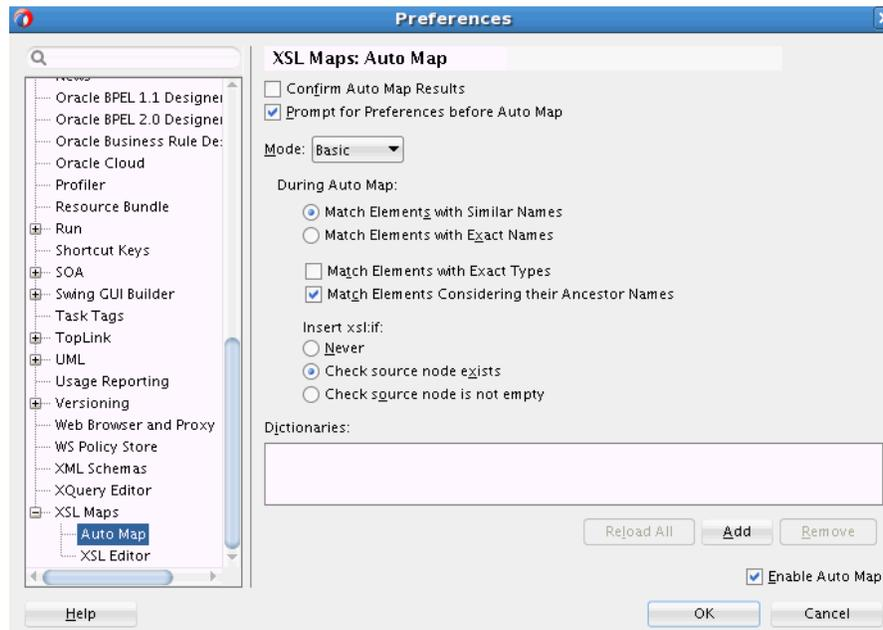 Preferences
Oracle BPEL 1.1 Designer
Oracle BPEL 2.0 Designer
Oracle Business Rule De:
Oracle Cloud
Profiler
Resource Bundle
Run
Shortcut Keys
SOA
Swing GUI Builder
Task Tags
TopLink
UML
Usage Reporting
Versioning
Web Browser and Proxy
WS Policy Store
XML Schemas
XQuery Editor
XSL Maps
Auto Map
XSL Editor
Help
XSL Maps: Auto Map
Confirm Auto Map Results
Prompt for Preferences before Auto Map
Mode: Basic
During Auto Map:
Match Elements with Similar Names
Match Elements with Exact Names
Match Elements with Exact Types
Match Elements Considering their Ancestor Names
Insert xsl:if:
Never
Check source node exists
Check source node is not empty
Dictionaries:
Reload All Add Remove
Enable Auto Map
OK Cancel